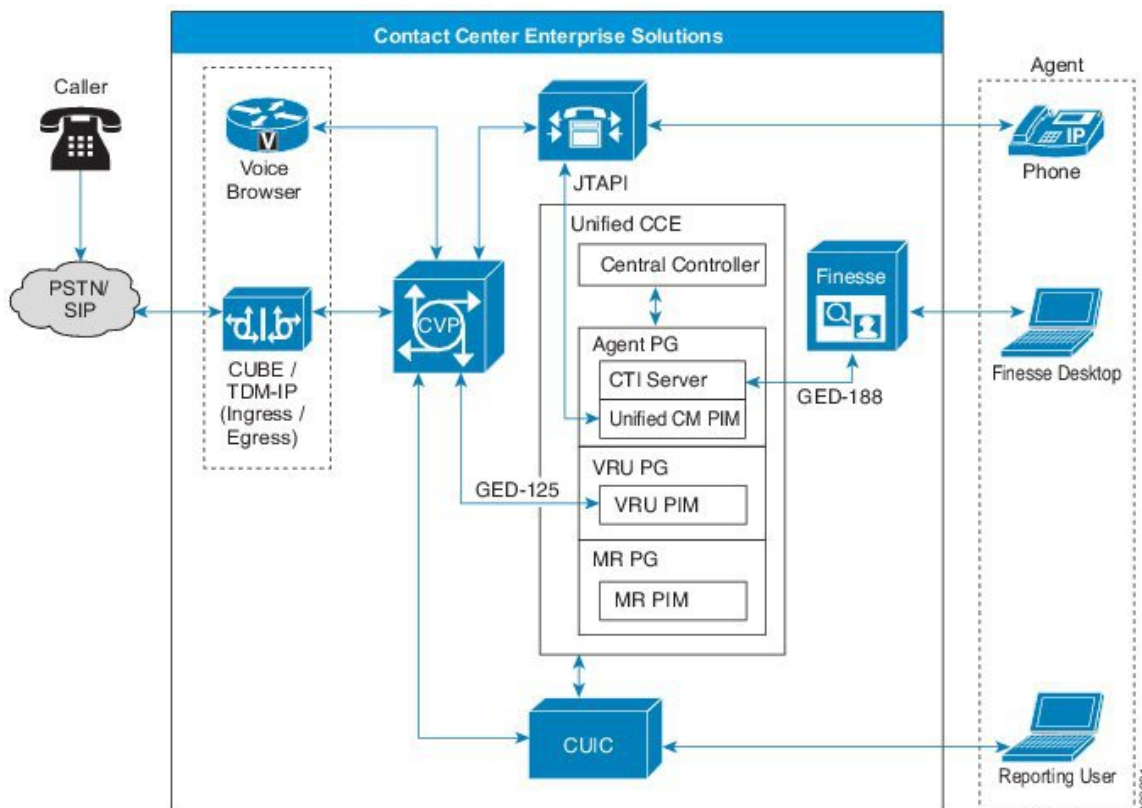 Contact Center Enterprise Solutions
Caller
Agent
V
Voice
Browser
IP
Phone
JTAPI
Unified CCE
Central Controller
Finesse
PSTN/
SIP
CVP
Agent PG
CTI Server
GED-188
Unified CM PIM
Finesse Desktop
CUBE /
TDM-IP
(Ingress /
Egress)
GED-125
VRU PG
VRU PIM
MR PG
MR PIM
CUIC
Reporting User